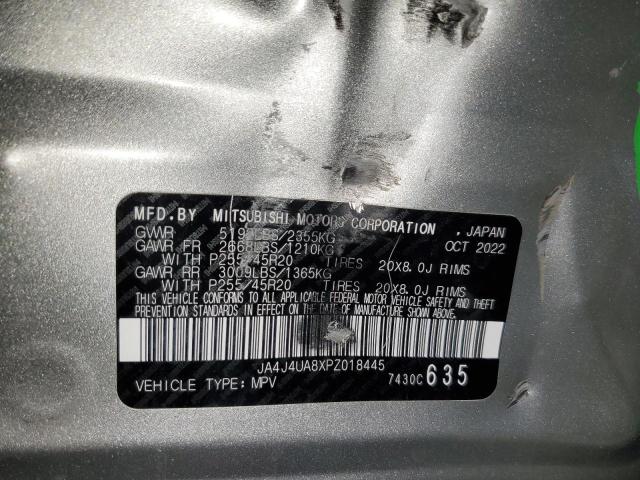 MFD.BY MITSUBISHI MOTORS CORPORATION , JAPAN
GWR LBS/2355KG OCT 2022
GAWR FR 2668LBS/1210KG
WITH P255/45R20 TIRES 20X8.0J RIMS
GAWR RR 3009LBS/1365KG
WITH P255/45R20 TIRES 20X8.0J RIMS
THIS VEHICLE CONFORMS TO ALL APPLICABLE FEDERAL MOTOR VEHICLE SAFETY AND THEFT
PREVENTION STANDARDS IN EFFECT ON THE DATE OF MANUFACTURE SHOWN ABOVE.
JA4J4UA8XPZ018445
VEHICLE TYPE: MPV 7430C 635